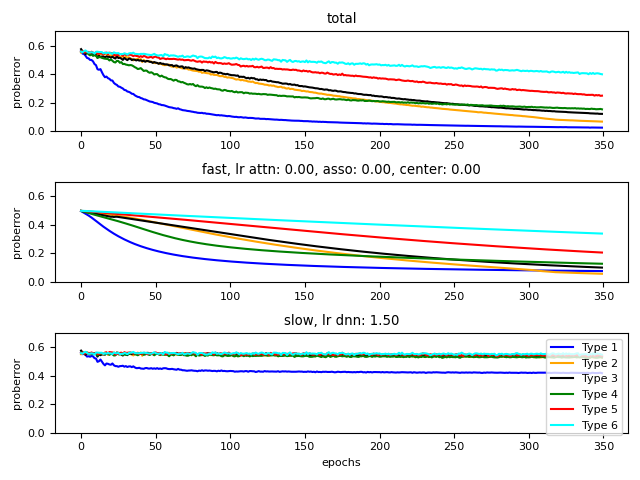 total
proberror
0.6
0.4
0.2
0.0
0 50 100 150 200 250 300 350
fast, lr attn: 0.00, asso: 0.00, center: 0.00
proberror
0.6
0.4
0.2
0.0
0 50 100 150 200 250 300 350
slow, lr dnn: 1.50
proberror
0.6
0.4
0.2
0.0
Type 1
Type 2
Type 3
Type 4
Type 5
Type 6
0 50 100 150 200 250 300 350
epochs